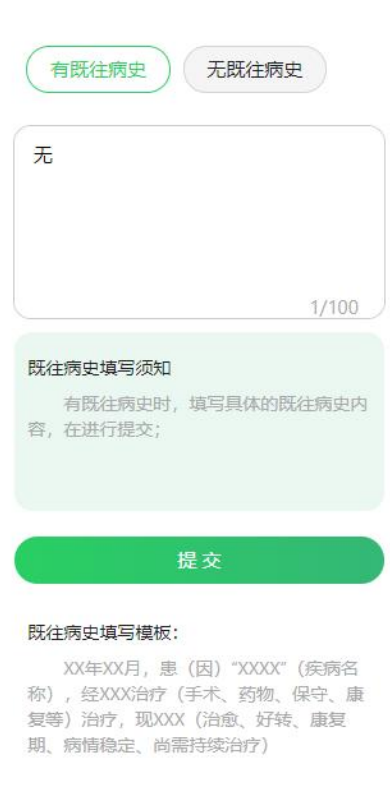 有既往病史 无既往病史
无
1/100
既往病史填写须知
有既往病史时，填写具体的既往病史内
容，在进行提交；
提交
既往病史填写模板：
XX年XX月，患（因）“XXXX”（疾病名
称），经XXX治疗（手术、药物、保守、康
复等）治疗，现XXX（治愈、好转、康复
期、病情稳定、尚需持续治疗）